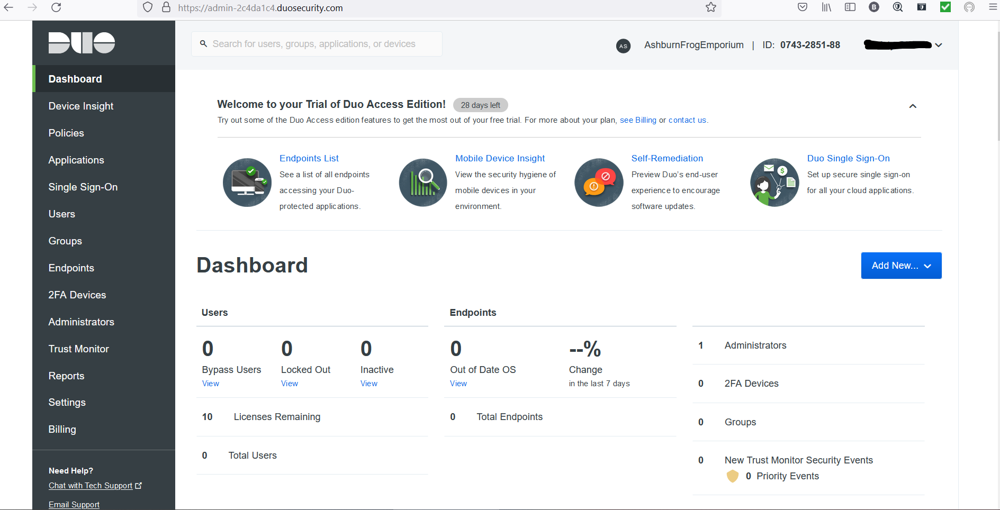 https://admin-2c4da1c4.duosecurity.com
B
DUO
Search for users, groups, applications, or devices
AS
AshburnFrogEmporium | ID: 0743-2851-88
Dashboard
Device Insight
Policies
Applications
Single Sign-On
Users
Groups
Endpoints
2FA Devices
Administrators
Trust Monitor
Reports
Settings
Billing
Need Help?
Chat with Tech Support
Email Support
Welcome to your Trial of Duo Access Edition! 28 days left
Try out some of the Duo Access edition features to get the most out of your free trial. For more about your plan, see Billing or contact us.
Endpoints List
See a list of all endpoints
accessing your Duo-
protected applications.
Mobile Device Insight
View the security hygiene of
mobile devices in your
environment.
Self-Remediation
Preview Duo’s end-user
experience to encourage
software updates.
$
Duo Single Sign-On
Set up secure single sign-on
for all your cloud applications.
Dashboard
Add New...
Users
0
Bypass Users
View
0
Locked Out
View
0
Inactive
View
10 Licenses Remaining
0 Total Users
Endpoints
0
Out of Date OS
View
--%
Change
in the last 7 days
0 Total Endpoints
1 Administrators
0 2FA Devices
0 Groups
0 New Trust Monitor Security Events
0 Priority Events